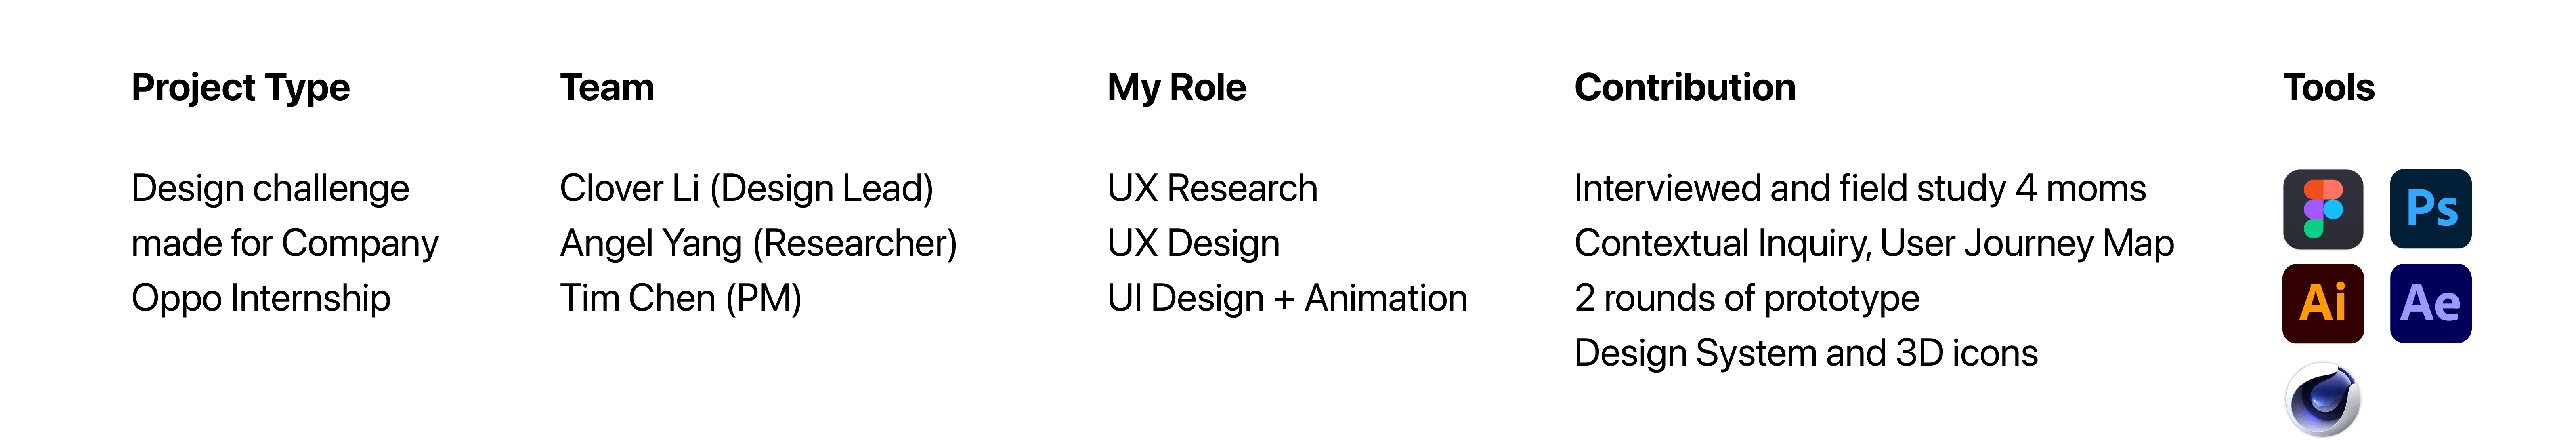 Project Type
Design challenge
made for Company
Oppo Internship
Team
Clover Li (Design Lead)
Angel Yang (Researcher)
Tim Chen (PM)
My Role
UX Research
UX Design
UI Design + Animation
Contribution
Interviewed and field study 4 moms
Contextual Inquiry, User Journey Map
2 rounds of prototype
Design System and 3D icons
Tools
Ps
Ai
Ae